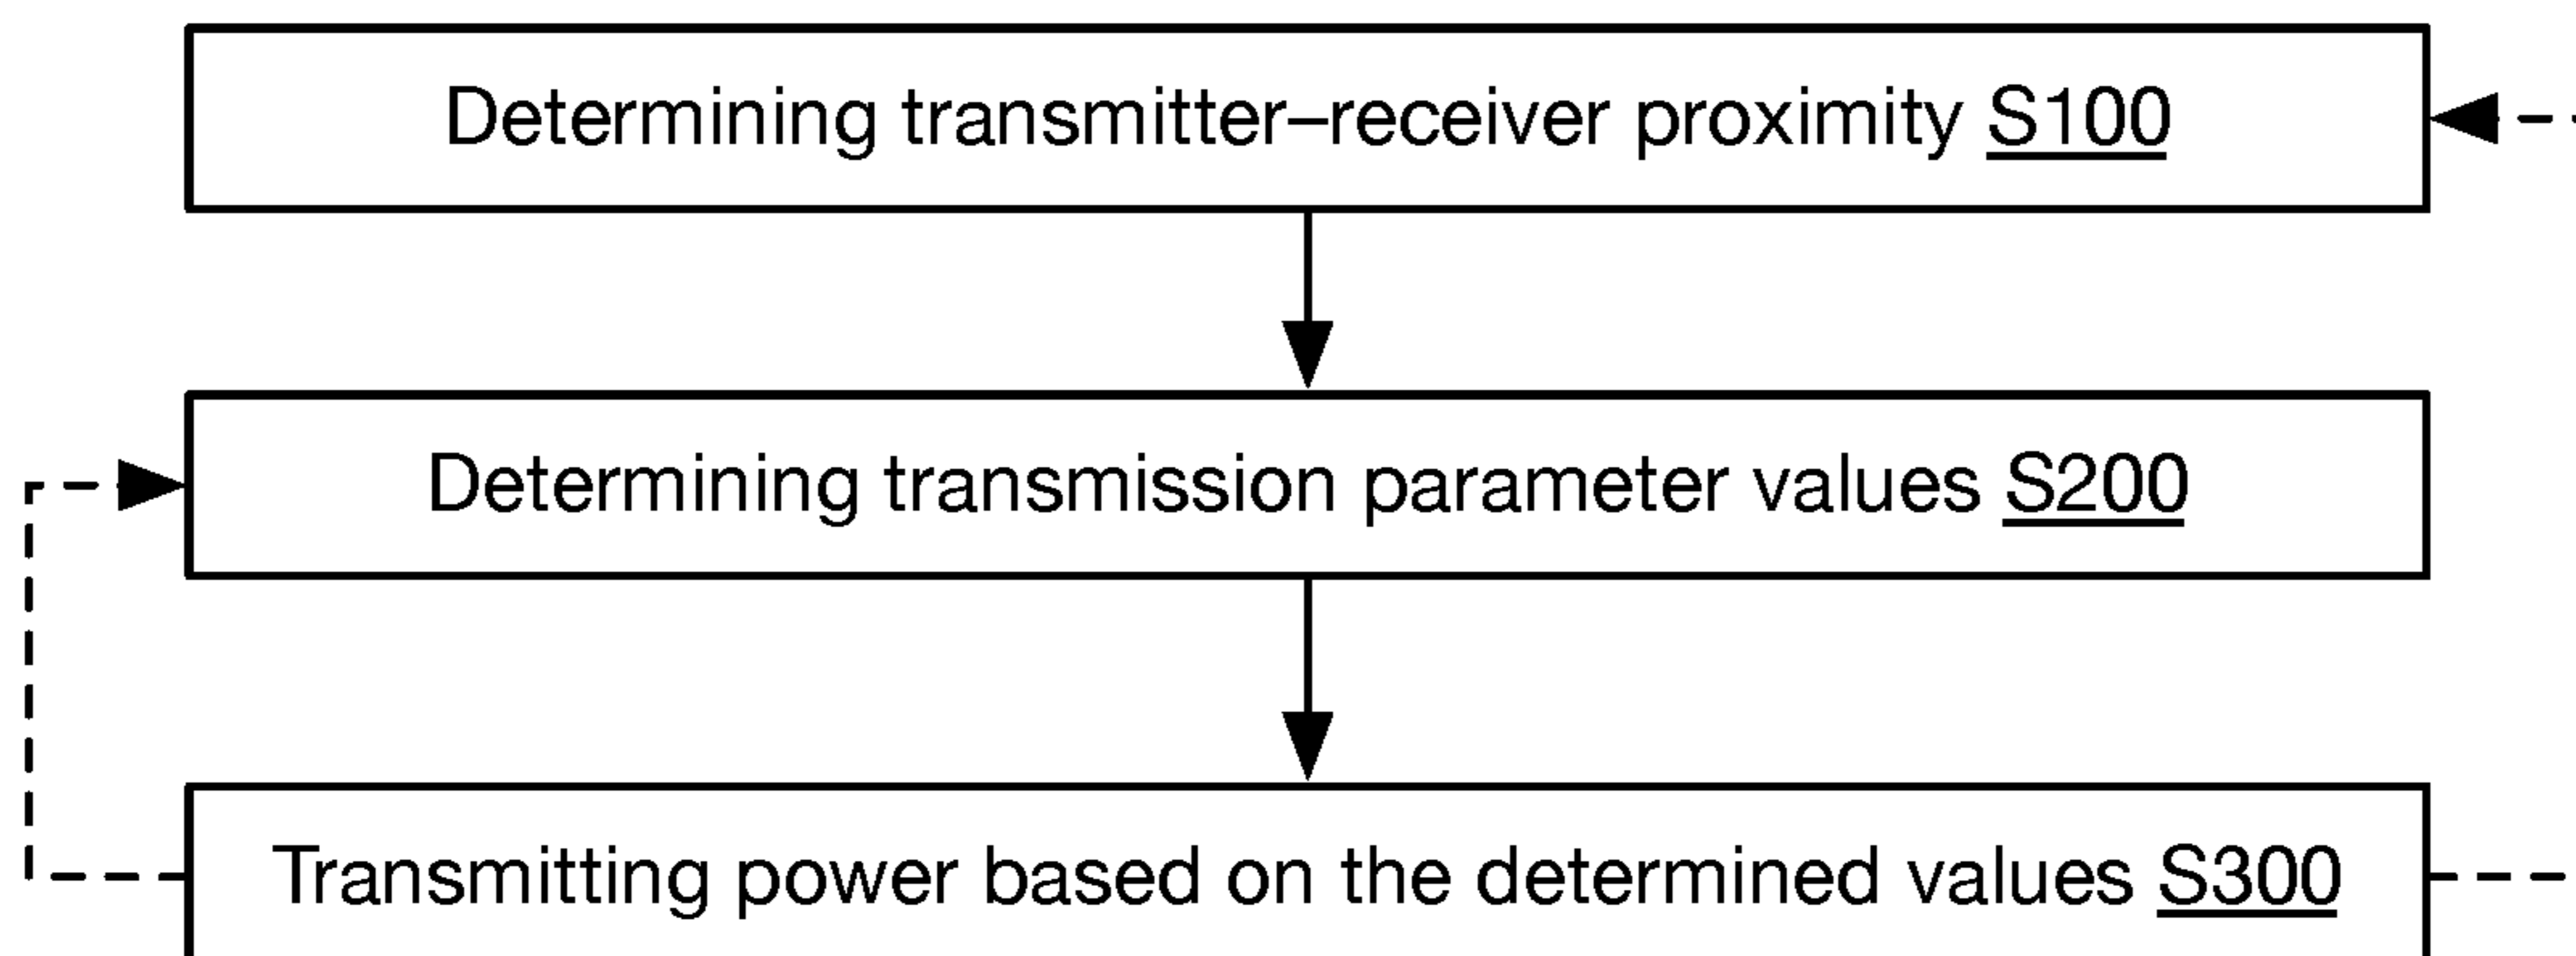 Determining transmitter–receiver proximity S100
Determining transmission parameter values S200
Transmitting power based on the determined values S300